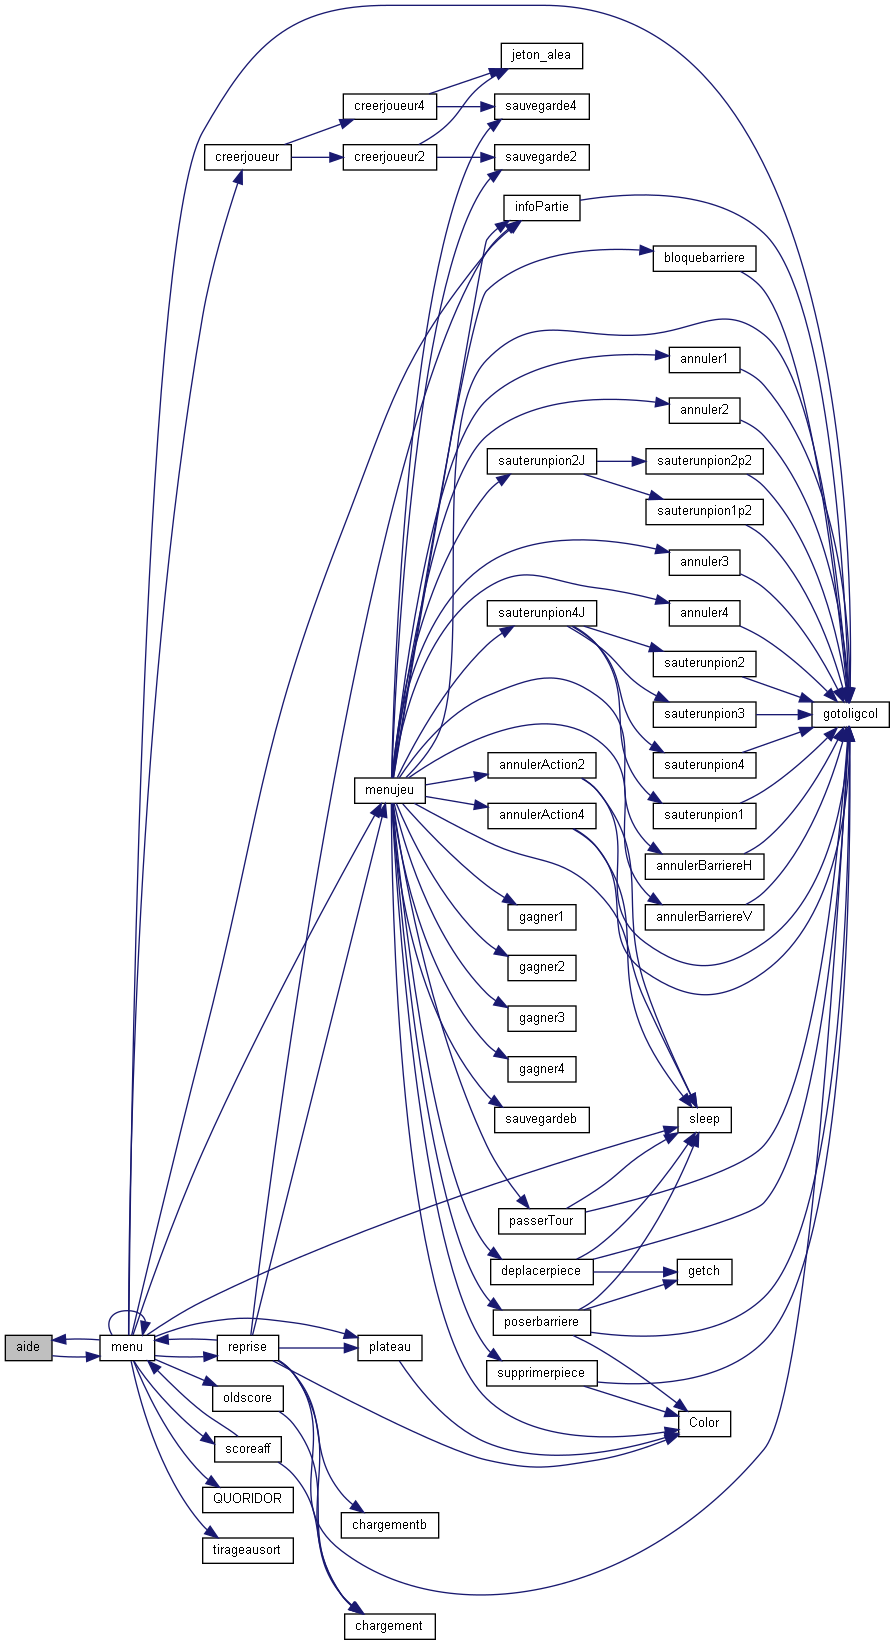 jeton_alea
creerjoueur4
sauvegarde4
creerjoueur
creerjoueur2
sauvegarde2
infoPartie
bloquebarriere
annuler1
annuler2
sauterunpion2J
sauterunpion2p2
sauterunpion1p2
annuler3
sauterunpion4J
annuler4
sauterunpion2
sauterunpion3
gotoligcol
annulerAction2
sauterunpion4
menujeu
annulerAction4
sauterunpion1
annulerBarriereH
gagner1
annulerBarriereV
gagner2
gagner3
gagner4
sauvegardeb
sleep
passerTour
deplacerpiece
getch
poserbarriere
aide
menu
reprise
plateau
supprimerpiece
oldscore
Color
scoreaff
QUORIDOR
chargementb
tirageausort
chargement